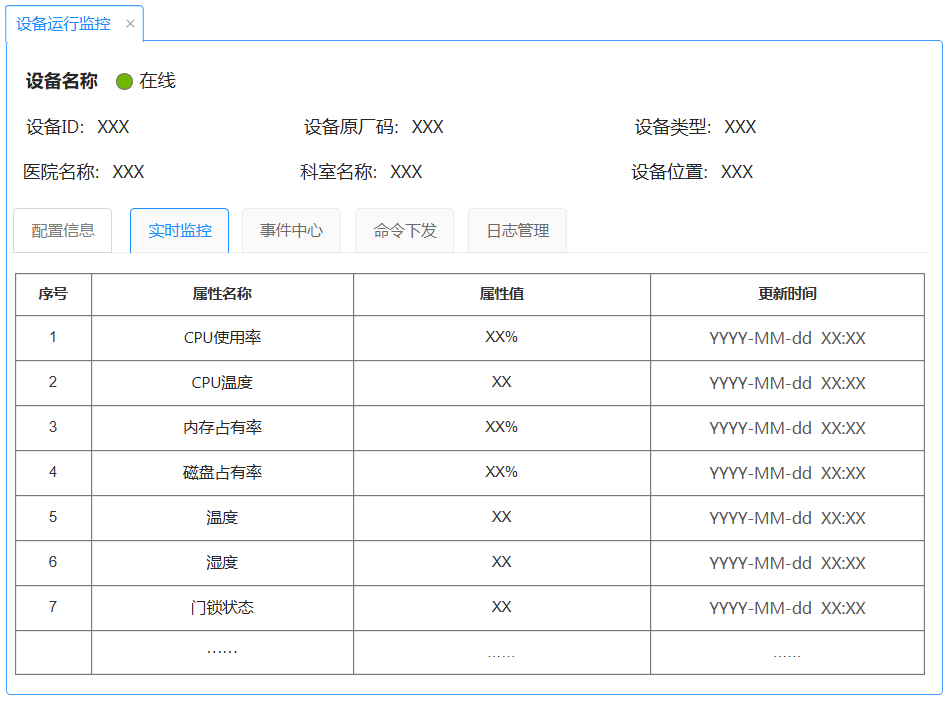 设备运行监控 ×
设备名称 在线
设备ID: XXX 设备原厂码: XXX 设备类型: XXX
医院名称: XXX 科室名称: XXX 设备位置: XXX
配置信息 实时监控 事件中心 命令下发 日志管理
序号 属性名称 属性值 更新时间
1 CPU使用率 XX% YYYY-MM-dd XX:XX
2 CPU温度 XX YYYY-MM-dd XX:XX
3 内存占有率 XX% YYYY-MM-dd XX:XX
4 磁盘占有率 XX% YYYY-MM-dd XX:XX
5 温度 XX YYYY-MM-dd XX:XX
6 湿度 XX YYYY-MM-dd XX:XX
7 门锁状态 XX YYYY-MM-dd XX:XX
…… …… ……